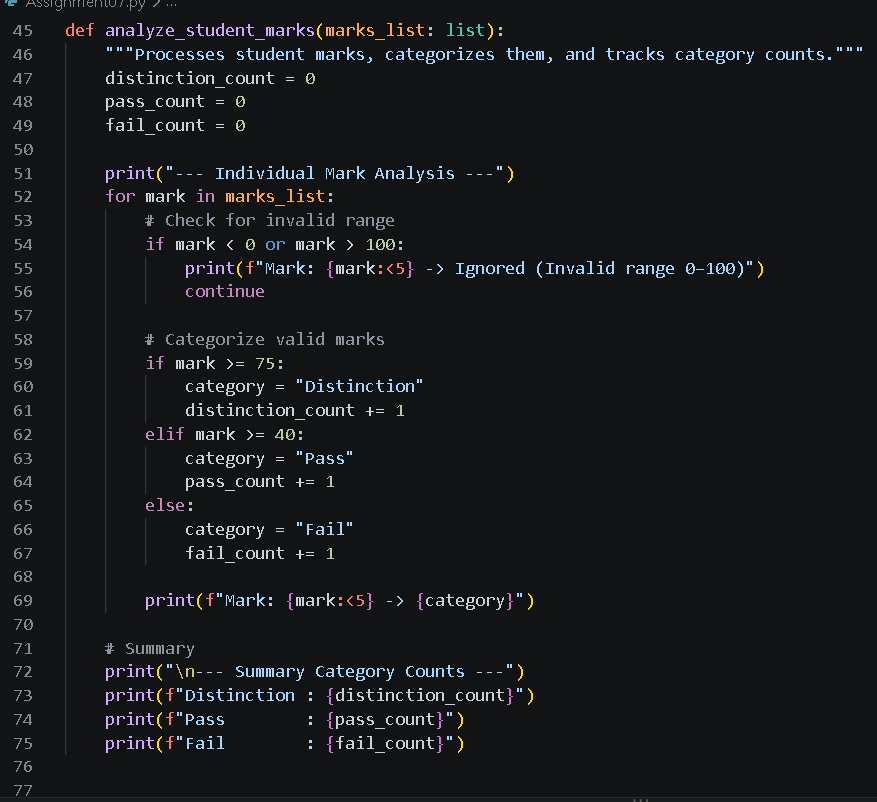 Assignment07.py > ...
45 def analyze_student_marks(marks_list: list):
46     """Processes student marks, categorizes them, and tracks category counts."""
47     distinction_count = 0
48     pass_count = 0
49     fail_count = 0
50
51     print("--- Individual Mark Analysis ---")
52     for mark in marks_list:
53         # Check for invalid range
54         if mark < 0 or mark > 100:
55             print(f"Mark: {mark:<5} -> Ignored (Invalid range 0-100)")
56             continue
57
58         # Categorize valid marks
59         if mark >= 75:
60             category = "Distinction"
61             distinction_count += 1
62         elif mark >= 40:
63             category = "Pass"
64             pass_count += 1
65         else:
66             category = "Fail"
67             fail_count += 1
68
69         print(f"Mark: {mark:<5} -> {category}")
70
71     # Summary
72     print("\n--- Summary Category Counts ---")
73     print(f"Distinction : {distinction_count}")
74     print(f"Pass        : {pass_count}")
75     print(f"Fail        : {fail_count}")
76
77